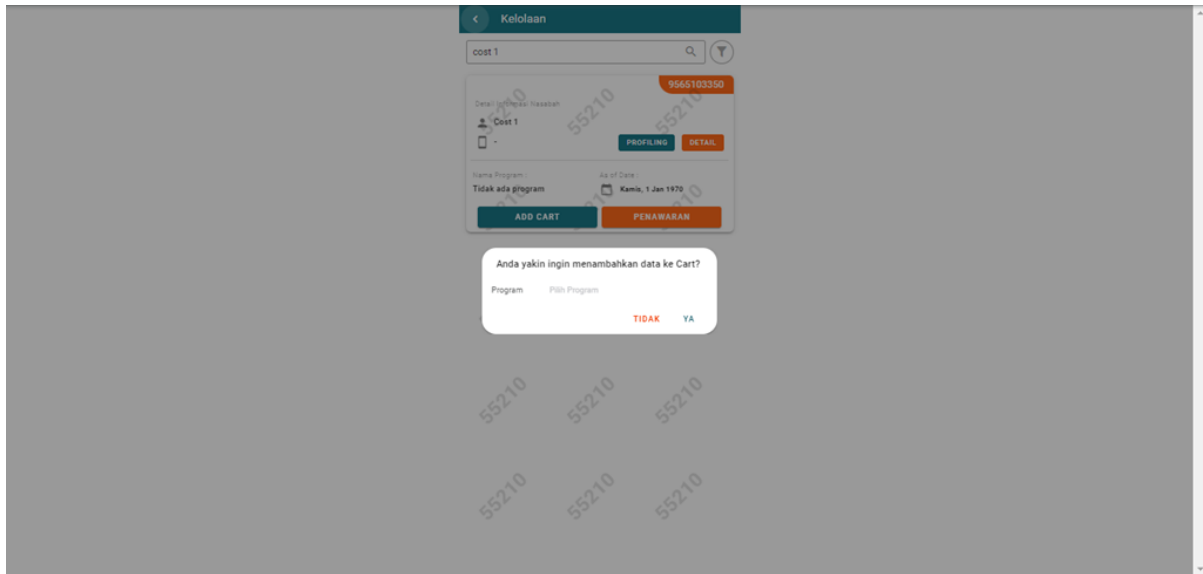 Kelolaan
cost 1
9565103350
Detail Informasi Nasabah
Cost 1
-
PROFILING DETAIL
Nama Program : As of Date :
Tidak ada program Kamis, 1 Jan 1970
ADD CART PENAWARAN
Anda yakin ingin menambahkan data ke Cart?
Program Pilih Program
TIDAK YA
55210 55210 55210
55210 55210 55210
55210 55210 55210